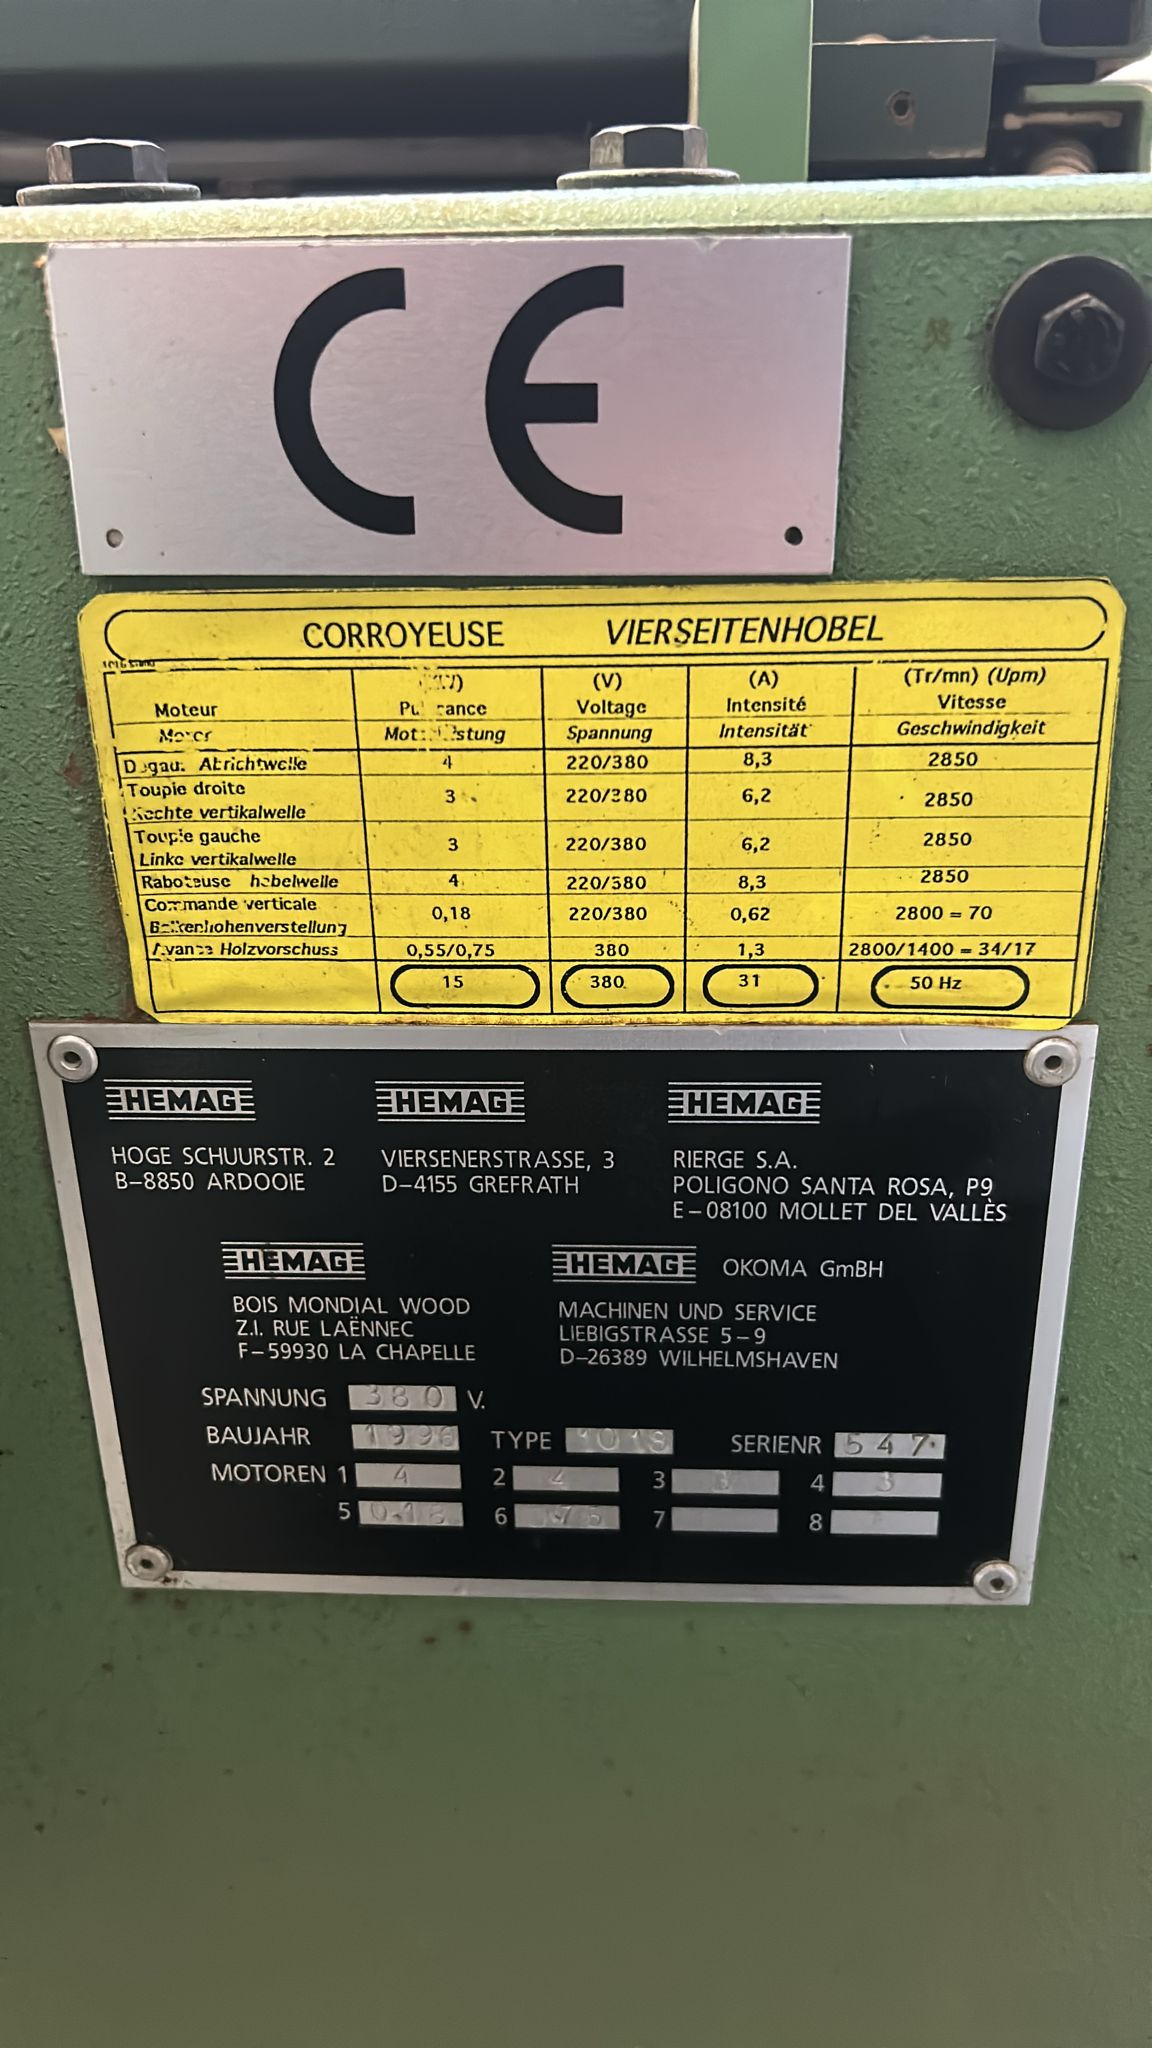 CE
CORROYEUSE VIERSEITENHOBEL
Moteur
(V) (A) (Tr/mn) (Upm)
Voltage Intensité Vitesse
Spannung Intensität Geschwindigkeit
Abrichtwelle 4 220/380 8,3 2850
Toupie droite
vertikalwelle 3 220/380 6,2 2850
Toupie gauche
Linke vertikalwelle 3 220/380 6,2 2850
Raboteuse hobelwelle 4 220/380 8,3 2850
Commande verticale
0,18 220/380 0,62 2800 = 70
Holzvorschuss 0,55/0,75 380 1,3 2800/1400 = 34/17
15 380 31 50 Hz
HEMAG HEMAG HEMAG
HOGE SCHUURSTR. 2
B-8850 ARDOOIE
VIERSENERSTRASSE, 3
D-4155 GREFRATH
RIERGE S.A.
POLIGONO SANTA ROSA, P9
E-08100 MOLLET DEL VALLÈS
HEMAG
BOIS MONDIAL WOOD
Z.I. RUE LAËNNEC
F-59930 LA CHAPELLE
HEMAG OKOMA GmBH
MACHINEN UND SERVICE
LIEBIGSTRASSE 5-9
D-26389 WILHELMSHAVEN
SPANNUNG 380 V.
BAUJAHR 1996 TYPE SERIENR 547
MOTOREN 1 4 2 4 3 3 4 3
5 0.18 6 7 8